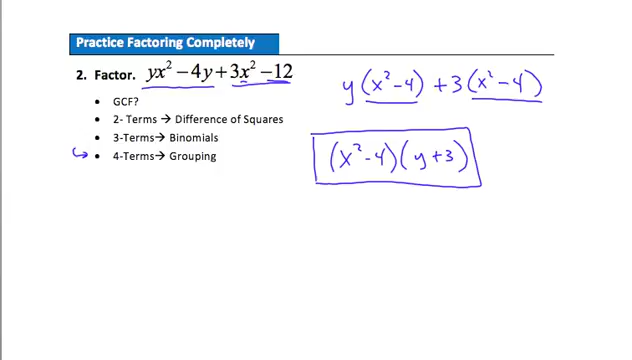 Practice Factoring Completely
2. Factor. yx² − 4y + 3x² − 12
y(x² - 4) + 3(x² - 4)
• GCF?
• 2- Terms → Difference of Squares
• 3-Terms→ Binomials
• 4-Terms→ Grouping
(x² - 4)(y + 3)